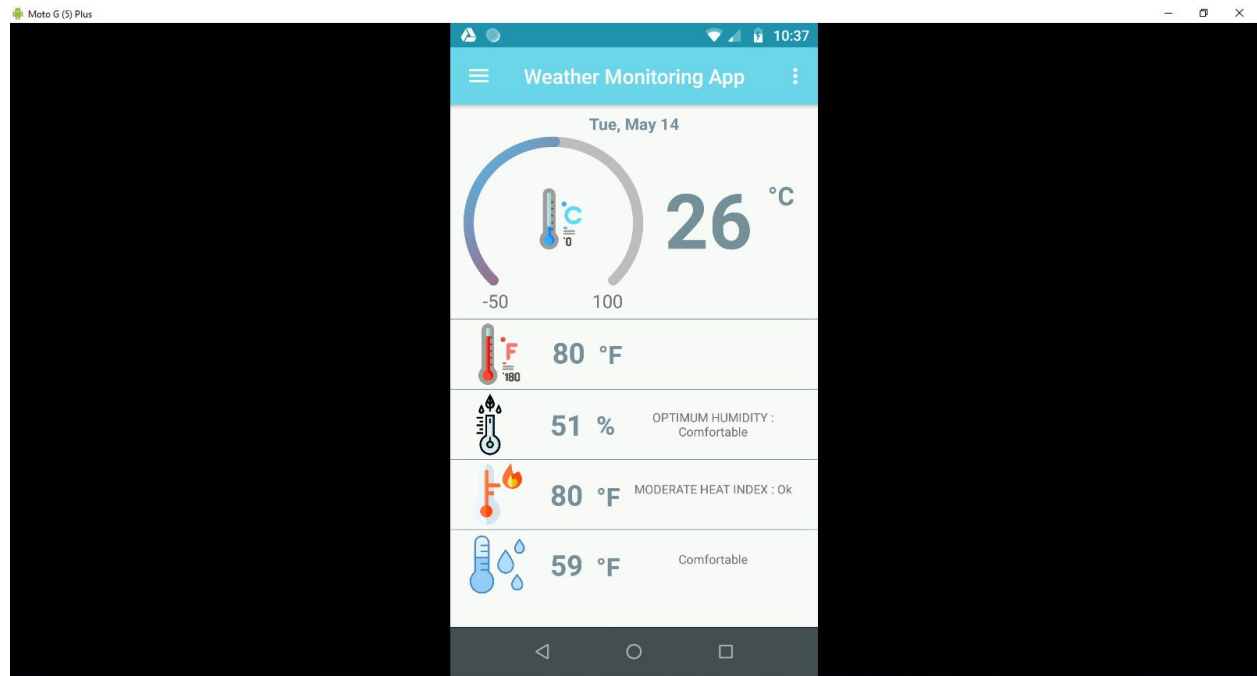 Moto G (5) Plus
10:37
Weather Monitoring App
Tue, May 14
°C
°0
26 °C
-50 100
°F
°180
80 °F
51 %
OPTIMUM HUMIDITY :
Comfortable
80 °F
MODERATE HEAT INDEX : Ok
59 °F
Comfortable